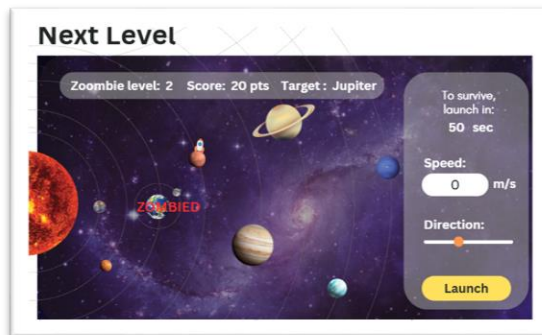 Next Level
Zoombie level: 2 Score: 20 pts Target : Jupiter
To survive,
launch in:
50 sec
Speed:
0 m/s
ZOMBIED
Direction:
Launch